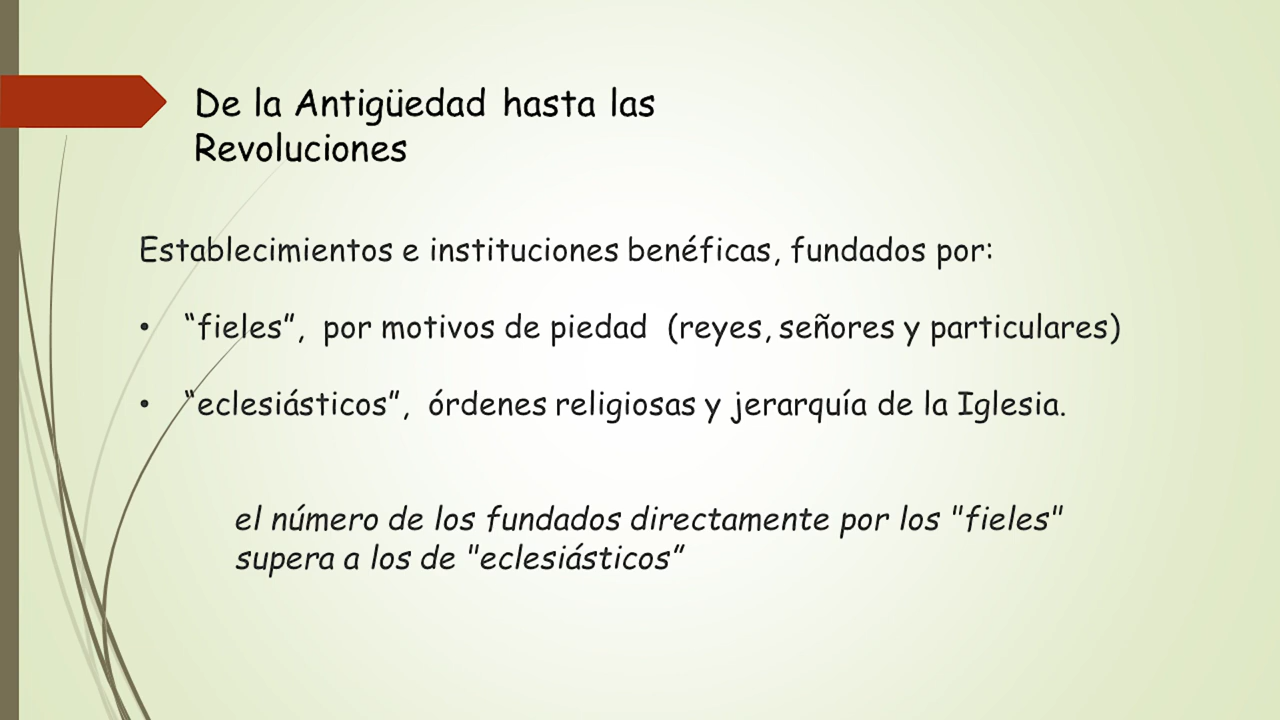 De la Antigüedad hasta las
Revoluciones
Establecimientos e instituciones benéficas, fundados por:
• “fieles”, por motivos de piedad (reyes, señores y particulares)
• “eclesiásticos”, órdenes religiosas y jerarquía de la Iglesia.
el número de los fundados directamente por los "fieles"
supera a los de "eclesiásticos”